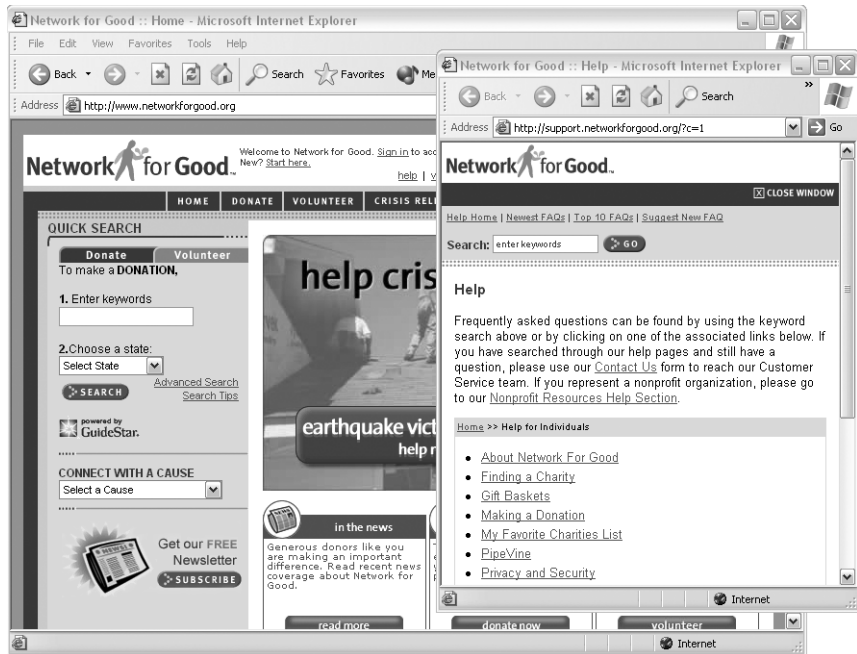 Network for Good :: Home - Microsoft Internet Explorer
File Edit View Favorites Tools Help
Back Search Favorites Me
Address http://www.networkforgood.org
Network for Good™
Welcome to Network for Good. Sign in to acc
New? Start here.
help |
HOME DONATE VOLUNTEER CRISIS RELI
QUICK SEARCH
Donate Volunteer
To make a DONATION,
1. Enter keywords
2.Choose a state:
Select State
SEARCH
Advanced Search
Search Tips
powered by
GuideStar.
CONNECT WITH A CAUSE
Select a Cause
Get our FREE
Newsletter
SUBSCRIBE
help cris
earthquake vict
help n
in the news
Generous donors like you
are making an important
difference. Read recent news
coverage about Network for
Good.
read more
donate now
volunteer
Internet
Network for Good :: Help - Microsoft Internet Explorer
Back Search »
Address http://support.networkforgood.org/?c=1 Go
Network for Good™
X CLOSE WINDOW
Help Home | Newest FAQs | Top 10 FAQs | Suggest New FAQ
Search: enter keywords GO
Help
Frequently asked questions can be found by using the keyword
search above or by clicking on one of the associated links below. If
you have searched through our help pages and still have a
question, please use our Contact Us form to reach our Customer
Service team. If you represent a nonprofit organization, please go
to our Nonprofit Resources Help Section.
Home >> Help for Individuals
• About Network For Good
• Finding a Charity
• Gift Baskets
• Making a Donation
• My Favorite Charities List
• PipeVine
• Privacy and Security
Internet